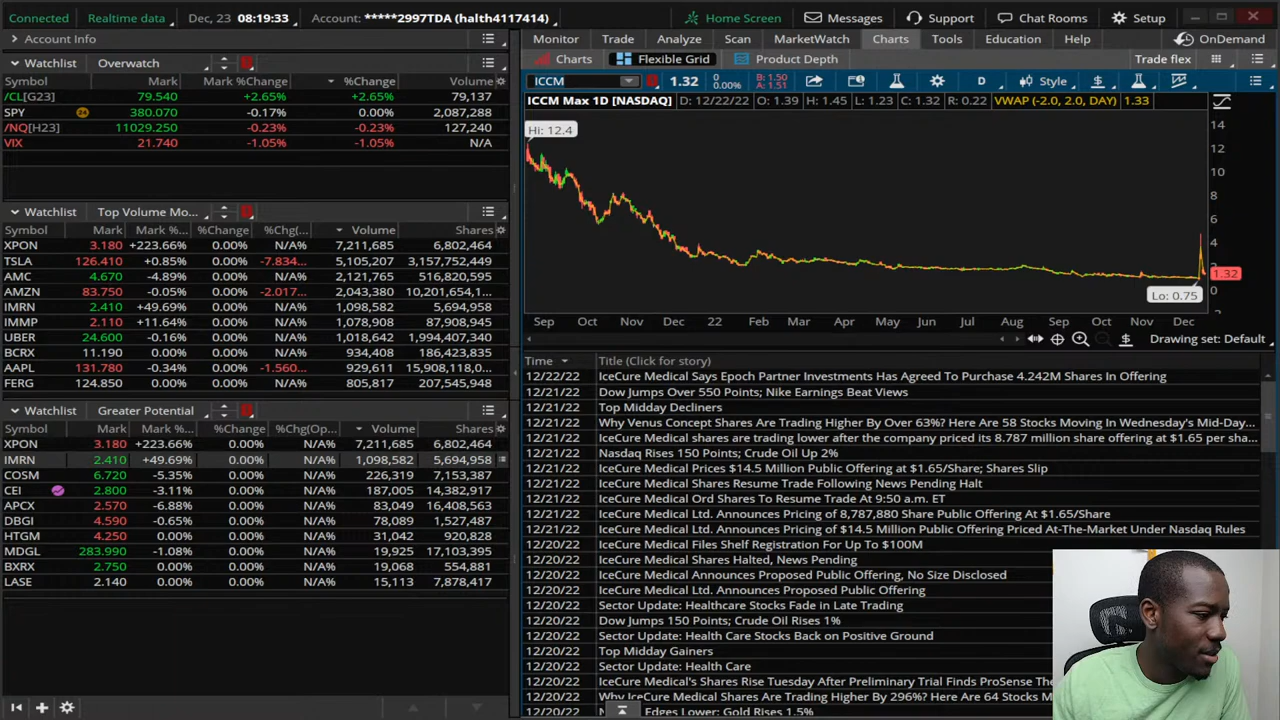 Connected Realtime data Dec, 23 08:19:33 Account: *****2997TDA (halth4117414) Home Screen Messages Support Chat Rooms Setup
Account Info
Monitor Trade Analyze Scan MarketWatch Charts Tools Education Help OnDemand
Watchlist Overwatch
Charts Flexible Grid Product Depth Trade flex
Symbol Mark Mark %Change %Change Volume
/CL[G23] 79.540 +2.65% +2.65% 79,137
SPY 380.070 -0.17% 0.00% 2,087,288
/NQ[H23] 11029.250 -0.23% -0.23% 127,240
VIX 21.740 -1.05% -1.05% N/A
ICCM 1.32 0 0.00% B: 1.50 A: 1.51 D Style
ICCM Max 1D [NASDAQ] D: 12/22/22 O: 1.39 H: 1.45 L: 1.23 C: 1.32 R: 0.22 VWAP (-2.0, 2.0, DAY) 1.33
Hi: 12.4
14
12
10
8
6
4
2
1.32
0
Lo: 0.75
Sep Oct Nov Dec 22 Feb Mar Apr May Jun Jul Aug Sep Oct Nov Dec
Drawing set: Default
Watchlist Top Volume Mo...
Symbol Mark Mark %... %Change %Chg(... Volume Shares
XPON 3.180 +223.66% 0.00% N/A% 7,211,685 6,802,464
TSLA 126.410 +0.85% 0.00% -7.834... 5,105,207 3,157,752,449
AMC 4.670 -4.89% 0.00% N/A% 2,121,765 516,820,595
AMZN 83.750 -0.05% 0.00% -2.017... 2,043,380 10,201,654,1...
IMRN 2.410 +49.69% 0.00% N/A% 1,098,582 5,694,958
IMMP 2.110 +11.64% 0.00% N/A% 1,078,908 87,908,945
UBER 24.600 -0.16% 0.00% N/A% 1,018,642 1,994,407,340
BCRX 11.190 0.00% 0.00% N/A% 934,408 186,423,835
AAPL 131.780 -0.34% 0.00% -1.560... 929,611 15,908,118,0...
FERG 124.850 0.00% 0.00% N/A% 805,817 207,545,948
Watchlist Greater Potential
Symbol Mark Mark %... %Change %Chg(Op... Volume Shares
XPON 3.180 +223.66% 0.00% N/A% 7,211,685 6,802,464
IMRN 2.410 +49.69% 0.00% N/A% 1,098,582 5,694,958
COSM 6.720 -5.35% 0.00% N/A% 226,319 7,153,387
CEI 2.800 -3.11% 0.00% N/A% 187,005 14,382,917
APCX 2.570 -6.88% 0.00% N/A% 83,049 16,408,563
DBGI 4.590 -0.65% 0.00% N/A% 78,089 1,527,487
HTGM 4.250 0.00% 0.00% N/A% 31,042 920,828
MDGL 283.990 -1.08% 0.00% N/A% 19,925 17,103,395
BXRX 2.750 0.00% 0.00% N/A% 19,068 554,881
LASE 2.140 0.00% 0.00% N/A% 15,113 7,878,417
Time Title (Click for story)
12/22/22 IceCure Medical Says Epoch Partner Investments Has Agreed To Purchase 4.242M Shares In Offering
12/21/22 Dow Jumps Over 550 Points; Nike Earnings Beat Views
12/21/22 Top Midday Decliners
12/21/22 Why Venus Concept Shares Are Trading Higher By Over 63%? Here Are 58 Stocks Moving In Wednesday's Mid-Day...
12/21/22 IceCure Medical shares are trading lower after the company priced its 8.787 million share offering at $1.65 per sha...
12/21/22 Nasdaq Rises 150 Points; Crude Oil Up 2%
12/21/22 IceCure Medical Prices $14.5 Million Public Offering at $1.65/Share; Shares Slip
12/21/22 IceCure Medical Shares Resume Trade Following News Pending Halt
12/21/22 IceCure Medical Ord Shares To Resume Trade At 9:50 a.m. ET
12/21/22 IceCure Medical Ltd. Announces Pricing of 8,787,880 Share Public Offering At $1.65/Share
12/21/22 IceCure Medical Ltd. Announces Pricing of $14.5 Million Public Offering Priced At-The-Market Under Nasdaq Rules
12/20/22 IceCure Medical Files Shelf Registration For Up To $100M
12/20/22 IceCure Medical Shares Halted, News Pending
12/20/22 IceCure Medical Announces Proposed Public Offering, No Size Disclosed
12/20/22 IceCure Medical Ltd. Announces Proposed Public Offering
12/20/22 Sector Update: Healthcare Stocks Fade in Late Trading
12/20/22 Dow Jumps 150 Points; Crude Oil Rises 1%
12/20/22 Sector Update: Health Care Stocks Back on Positive Ground
12/20/22 Top Midday Gainers
12/20/22 Sector Update: Health Care
12/20/22 IceCure Medical's Shares Rise Tuesday After Preliminary Trial Finds ProSense The
12/20/22 Why IceCure Medical Shares Are Trading Higher By 296%? Here Are 64 Stocks M
12/20/22 Edges Lower; Gold Rises 1.5%